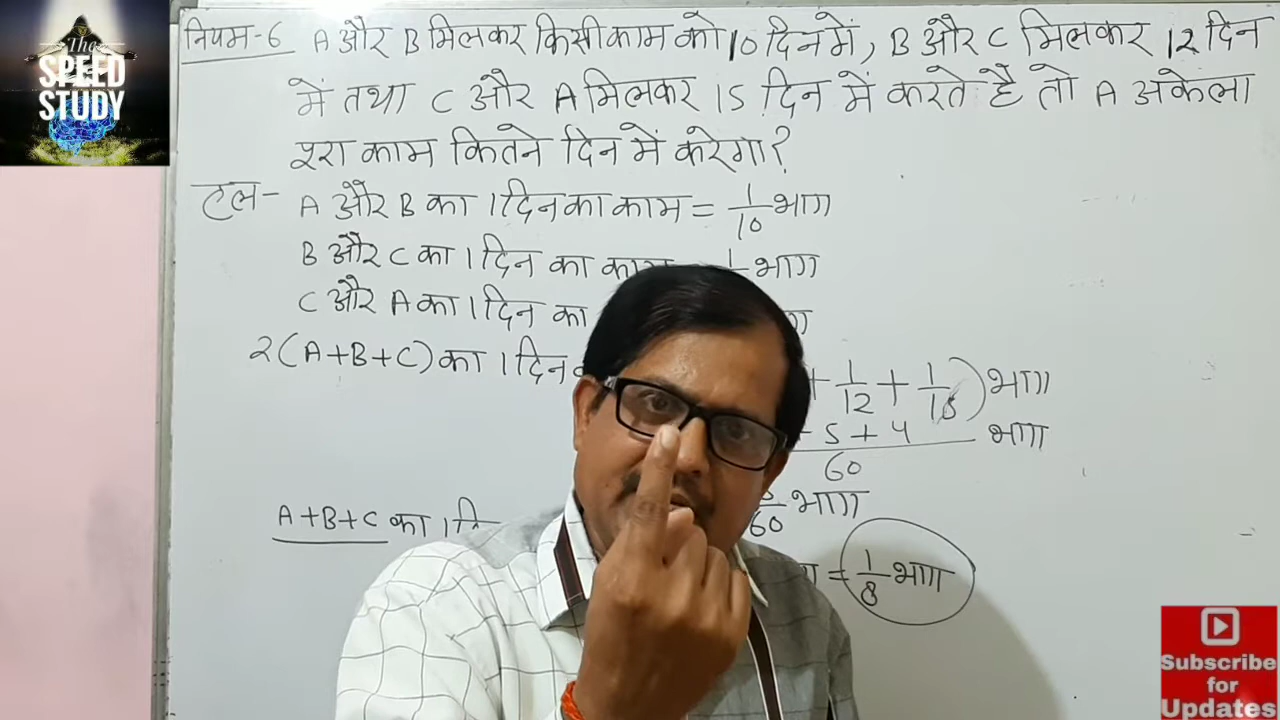 The
SPEED
STUDY
नियम-6 A और B मिलकर किसी काम को 10 दिन में, B और C मिलकर 12 दिन
में तथा C और A मिलकर 15 दिन में करते है तो A अकेला
पूरा काम कितने दिन में करेगा?
हल- A और B का 1 दिन का काम = 1/10 भाग
B और C का 1 दिन का भाग
C और A का 1 दिन का
2(A+B+C) का 1 दिन + 1/12 + 1/15) भाग
5 + 4 / 60 भाग
A+B+C का 1 /60 भाग
= 1/8 भाग
Subscribe
for
Updates